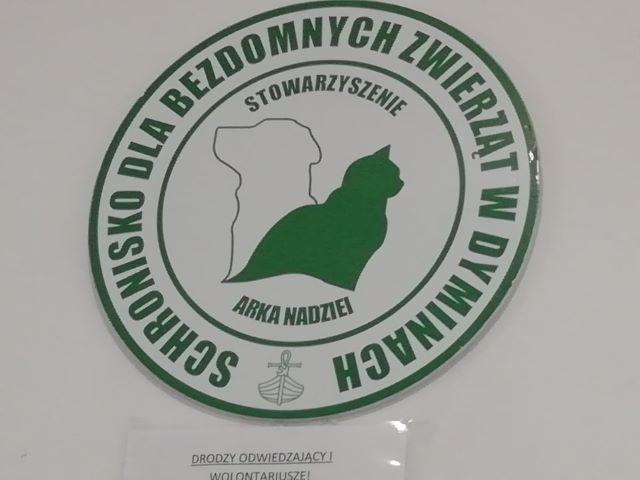 SCHRONISKO DLA BEZDOMNYCH ZWIERZĄT W DYMINACH
STOWARZYSZENIE
ARKA NADZIEI
DRODZY ODWIEDZAJĄCY I
WOLONTARIUSZE!